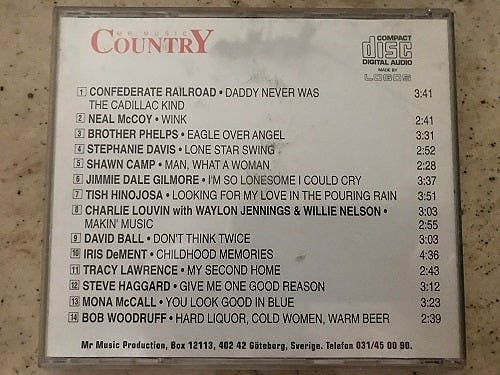 MR MUSIC
COUNTRY
COMPACT
disc
DIGITAL AUDIO
MADE BY
LOGOS
1 CONFEDERATE RAILROAD • DADDY NEVER WAS 3:41
THE CADILLAC KIND
2 NEAL McCOY • WINK 2:41
3 BROTHER PHELPS • EAGLE OVER ANGEL 3:31
4 STEPHANIE DAVIS • LONE STAR SWING 2:52
5 SHAWN CAMP • MAN, WHAT A WOMAN 2:28
6 JIMMIE DALE GILMORE • I'M SO LONESOME I COULD CRY 3:37
7 TISH HINOJOSA • LOOKING FOR MY LOVE IN THE POURING RAIN 3:51
8 CHARLIE LOUVIN with WAYLON JENNINGS & WILLIE NELSON • 3:03
MAKIN' MUSIC 2:55
9 DAVID BALL • DON'T THINK TWICE 3:03
10 IRIS DeMENT • CHILDHOOD MEMORIES 4:36
11 TRACY LAWRENCE • MY SECOND HOME 2:43
12 STEVE HAGGARD • GIVE ME ONE GOOD REASON 3:12
13 MONA McCALL • YOU LOOK GOOD IN BLUE 3:23
14 BOB WOODRUFF • HARD LIQUOR, COLD WOMEN, WARM BEER 2:39
Mr Music Production, Box 12113, 402 42 Göteborg, Sverige. Telefon 031/45 00 90.